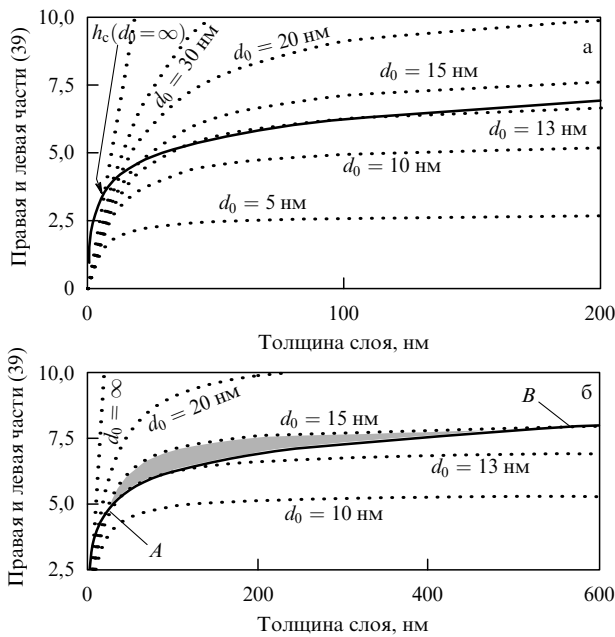 10,0
7,5
5,0
2,5
0
Правая и левая части (39)
h_c(d_0 = ∞)
d_0 = 30 нм
d_0 = 20 нм
а
d_0 = 15 нм
d_0 = 13 нм
d_0 = 10 нм
d_0 = 5 нм
0
100
200
Толщина слоя, нм
10,0
7,5
5,0
2,5
Правая и левая части (39)
d_0 = ∞
d_0 = 20 нм
d_0 = 15 нм
B
б
d_0 = 13 нм
d_0 = 10 нм
A
0
200
400
600
Толщина слоя, нм